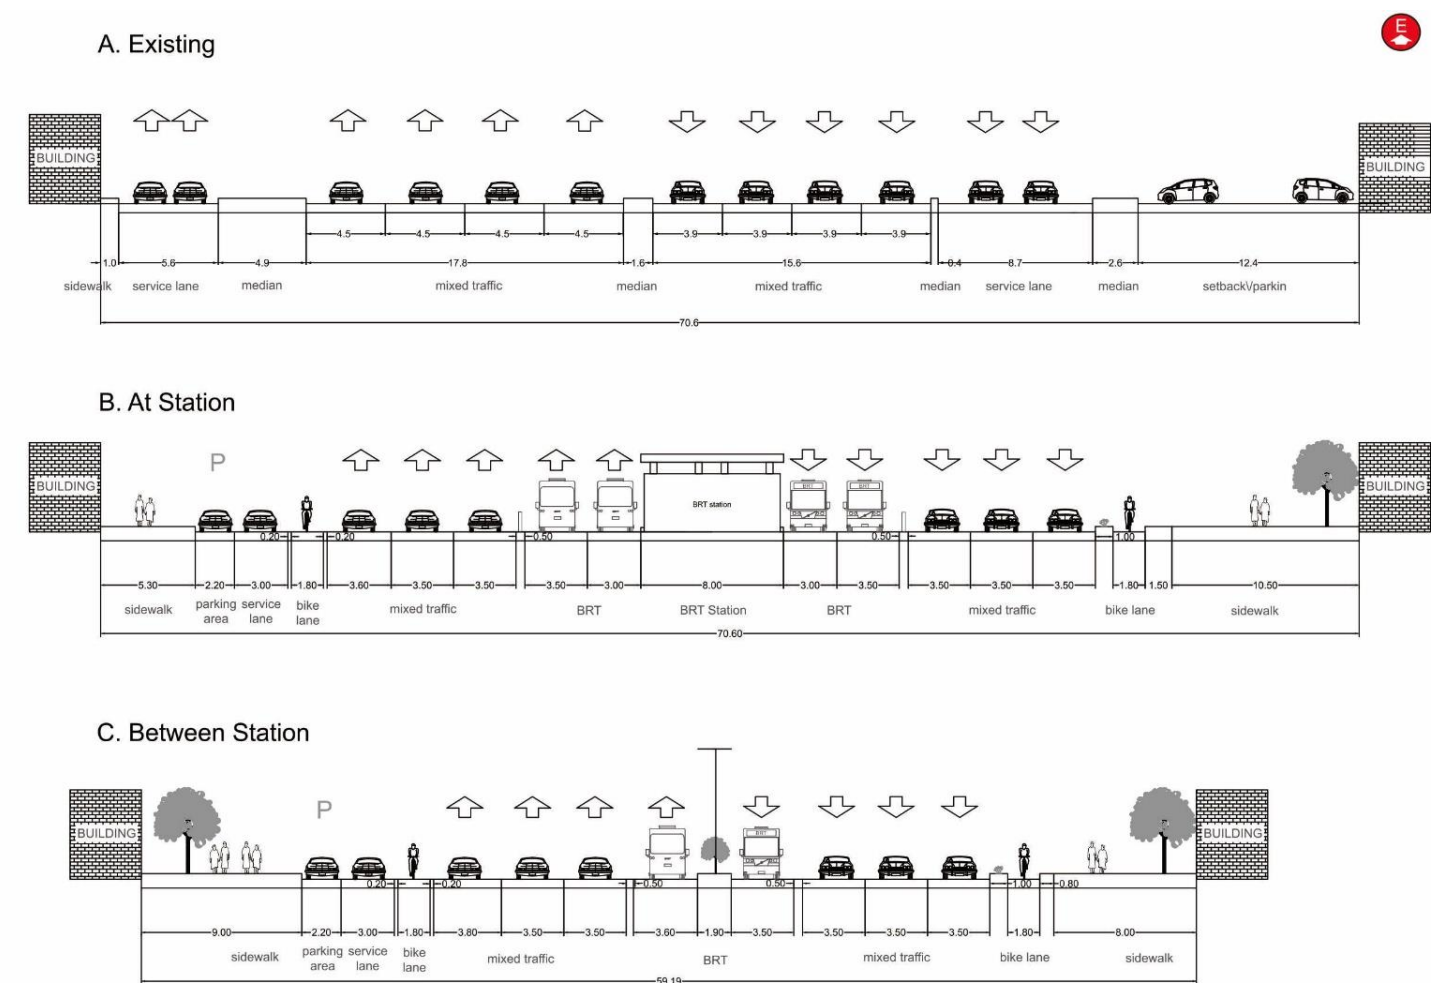 E
A. Existing
BUILDING
BUILDING
4.5 4.5 4.5 4.5 3.9 3.9 3.9 3.9
1.0 5.6 4.9 17.8 1.6 15.6 0.4 8.7 2.6 12.4
sidewalk service lane median mixed traffic median mixed traffic median service lane median setback\/parkin
70.6
B. At Station
P
BUILDING
BRT BRT
BUILDING
BRT station
0.20 0.20 0.50 0.50 1.00
5.30 2.20 3.00 1.80 3.60 3.50 3.50 3.50 3.00 8.00 3.00 3.50 3.50 3.50 3.50 1.80 1.50 10.50
sidewalk parking area service lane bike lane mixed traffic BRT BRT Station BRT mixed traffic bike lane sidewalk
70.60
C. Between Station
P
BUILDING
BRT
BUILDING
0.20 0.20 0.50 0.50 1.00 0.80
9.00 2.20 3.00 1.80 3.80 3.50 3.50 3.60 1.90 3.50 3.50 3.50 3.50 1.80 8.00
sidewalk parking area service lane bike lane mixed traffic BRT mixed traffic bike lane sidewalk
59.19